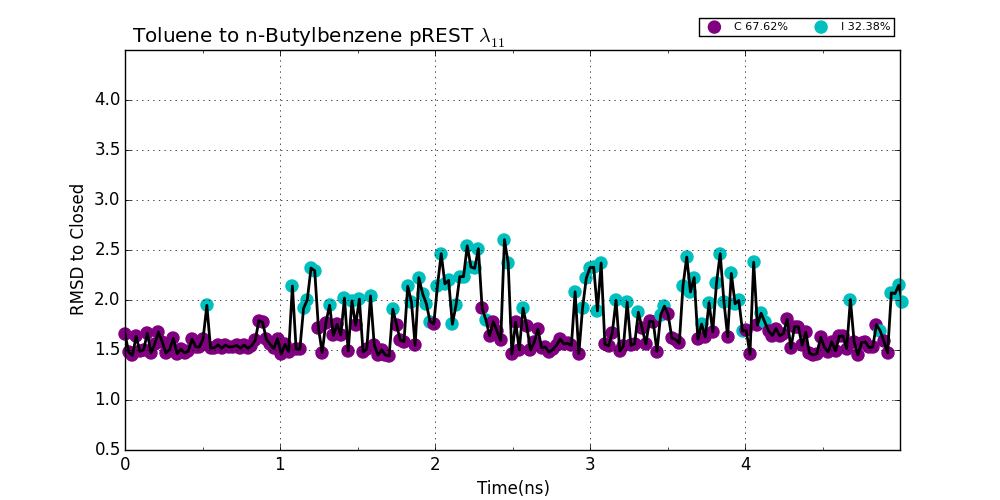 Toluene to n-Butylbenzene pREST λ11
C 67.62% I 32.38%
4.0
3.5
3.0
2.5
2.0
1.5
1.0
0.5
RMSD to Closed
0 1 2 3 4
Time(ns)